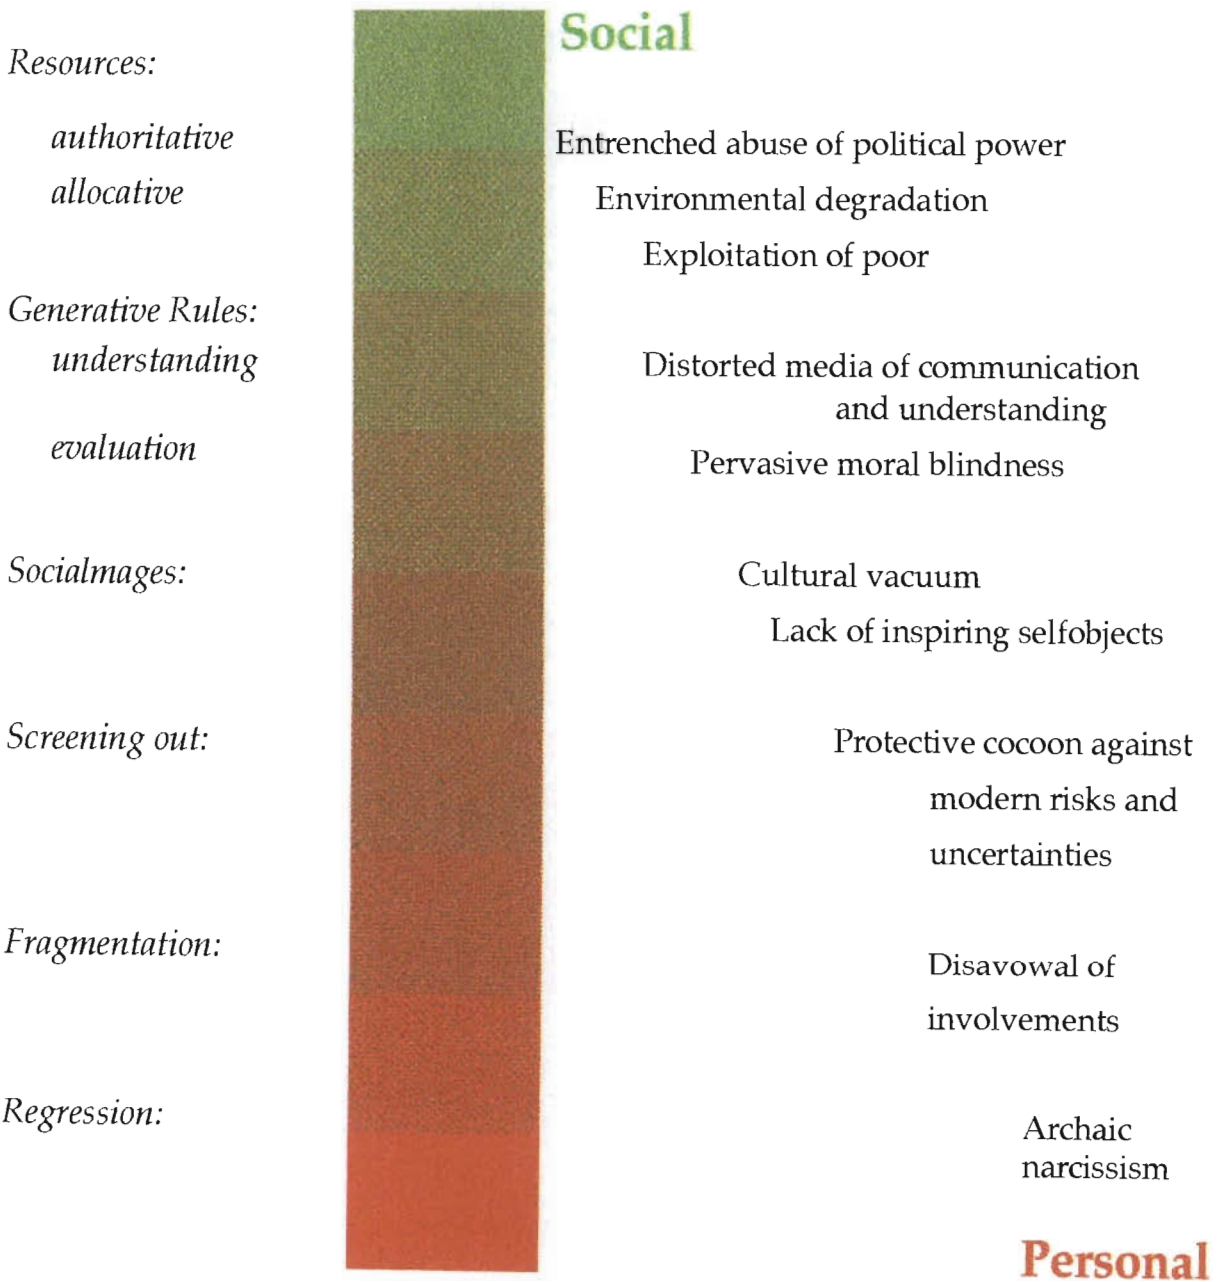 Social
Resources:
authoritative
Entrenched abuse of political power
allocative
Environmental degradation
Exploitation of poor
Generative Rules:
understanding
Distorted media of communication
and understanding
evaluation
Pervasive moral blindness
Socialmages:
Cultural vacuum
Lack of inspiring selfobjects
Screening out:
Protective cocoon against
modern risks and
uncertainties
Fragmentation:
Disavowal of
involvements
Regression:
Archaic
narcissism
Personal